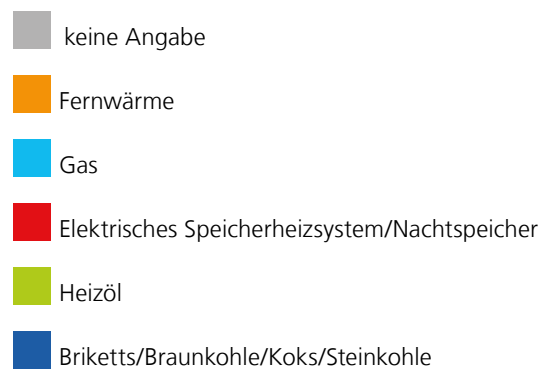 keine Angabe
Fernwärme
Gas
Elektrisches Speicherheizsystem/Nachtspeicher
Heizöl
Briketts/Braunkohle/Koks/Steinkohle